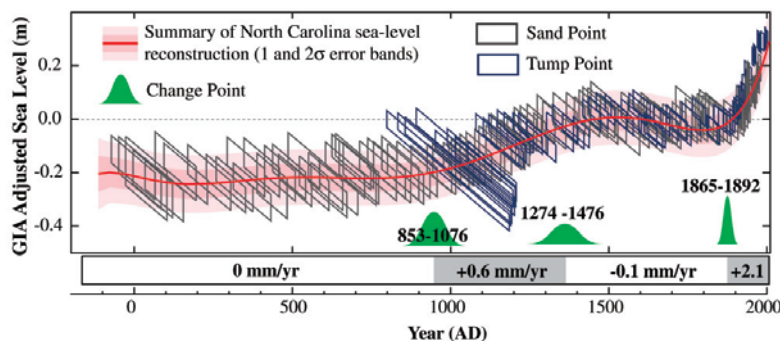 GIA Adjusted Sea Level (m)
0.2
0.0
-0.2
-0.4
Summary of North Carolina sea-level
reconstruction (1 and 2σ error bands)
Change Point
Sand Point
Tump Point
853-1076
1274 -1476
1865-1892
0 mm/yr
+0.6 mm/yr
-0.1 mm/yr
+2.1
0
500
1000
1500
2000
Year (AD)